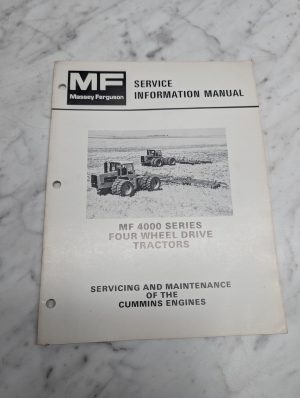 MF
Massey Ferguson
SERVICE
INFORMATION MANUAL
MF 4000 SERIES
FOUR WHEEL DRIVE
TRACTORS
SERVICING AND MAINTENANCE
OF THE
CUMMINS ENGINES